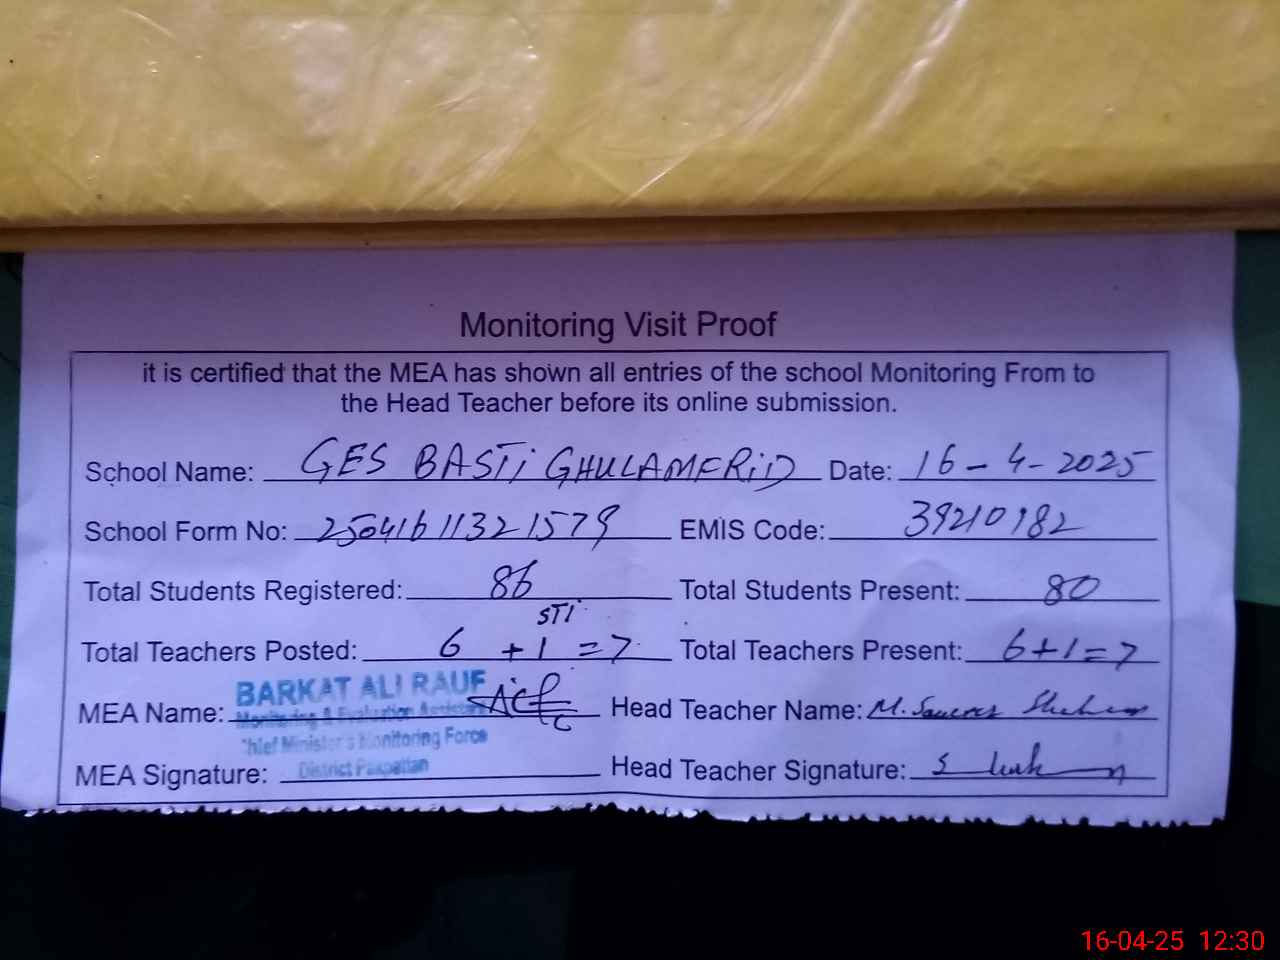 Monitoring Visit Proof
it is certified that the MEA has shown all entries of the school Monitoring From to
the Head Teacher before its online submission.
School Name: GES BASTi GHULAMFRiD Date: 16-4-2025
School Form No: 25041611321579 EMIS Code: 39210182
Total Students Registered: 86 Total Students Present: 80
STi
Total Teachers Posted: 6 +1 =7 Total Teachers Present: 6+1=7
BARKAT ALI RAUF
MEA Name: Monitoring & Evaluation Assistant Head Teacher Name: M.
Chief Minister's Monitoring Force
MEA Signature: District Pakpattan Head Teacher Signature:
16-04-25 12:30